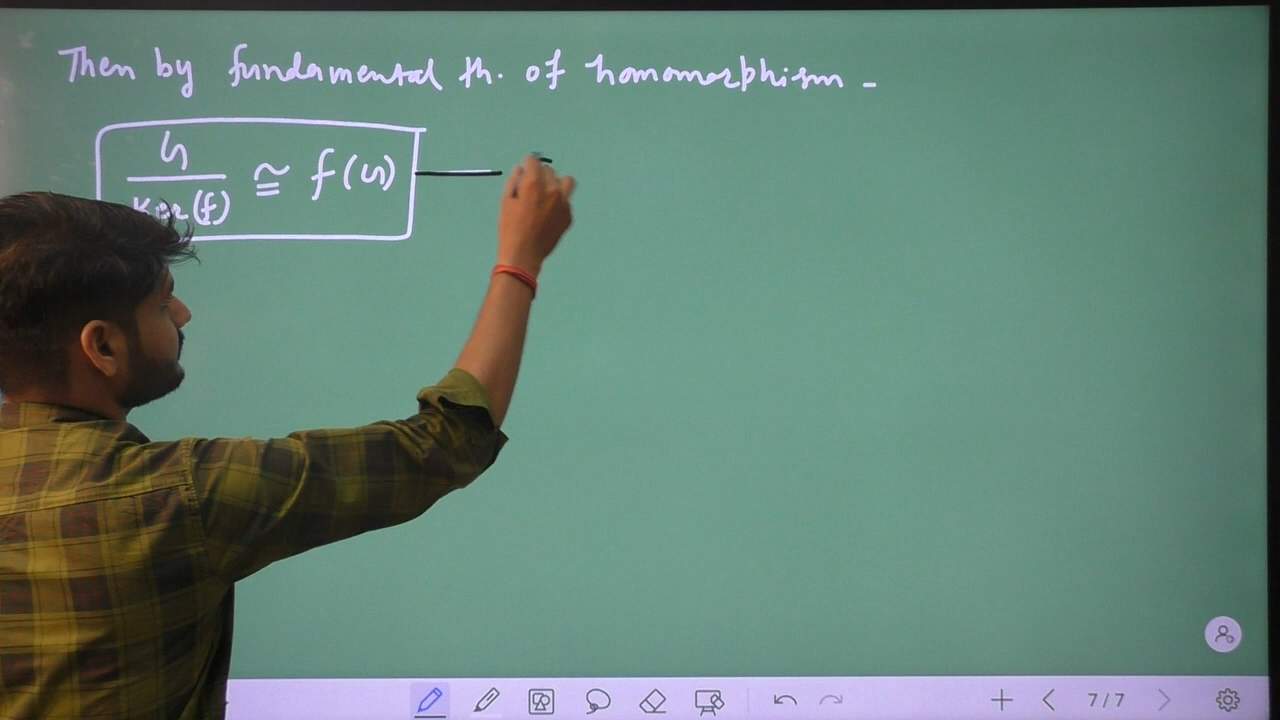 Then by fundamental th. of homomorphism -
G / Ker(f) ≅ f(G)
7/7